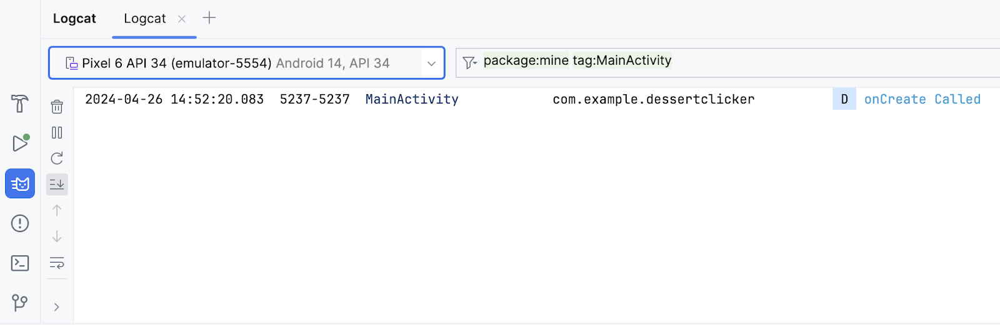 Logcat Logcat
Pixel 6 API 34 (emulator-5554) Android 14, API 34 package:mine tag:MainActivity
2024-04-26 14:52:20.083 5237-5237 MainActivity com.example.dessertclicker D onCreate Called